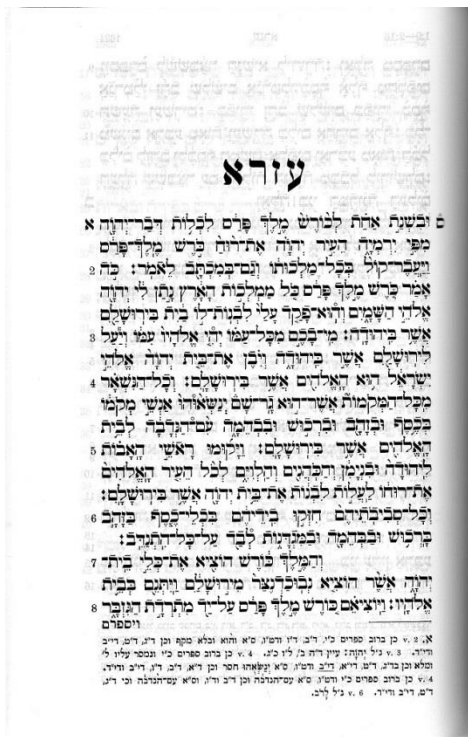 עזרא
וּבִשְׁנַת אַחַת לְכוֹרֶשׁ מֶלֶךְ פָּרַס לִכְלוֹת דְּבַר־יְהוָֹה א
מִפִּי יִרְמְיָה הֵעִיר יְהוָֹה אֶת־רוּחַ כֹּרֶשׁ מֶלֶךְ־פָּרַס
וַיַּעֲבֶר־קוֹל בְּכָל־מַלְכוּתוֹ וְגַם־בְּמִכְתָּב לֵאמֹר׃ כֹּה 2
אָמַר כֹּרֶשׁ מֶלֶךְ פָּרַס כֹּל מַמְלְכוֹת הָאָרֶץ נָתַן לִי יְהוָֹה
אֱלֹהֵי הַשָּׁמָיִם וְהוּא־פָקַד עָלַי לִבְנוֹת־לוֹ בַיִת בִּירוּשָׁלִַם
אֲשֶׁר בִּיהוּדָה׃ מִי־בָכֶם מִכָּל־עַמּוֹ יְהִי אֱלֹהָיו עִמּוֹ וְיַעַל 3
לִירוּשָׁלִַם אֲשֶׁר בִּיהוּדָה וְיִבֶן אֶת־בֵּית יְהוָֹה אֱלֹהֵי
יִשְׂרָאֵל הוּא הָאֱלֹהִים אֲשֶׁר בִּירוּשָׁלִָם׃ וְכָל־הַנִּשְׁאָר 4
מִכָּל־הַמְּקֹמוֹת אֲשֶׁר־הוּא גָר־שָׁם יְנַשְּׂאוּהוּ אַנְשֵׁי מְקֹמוֹ
בְּכֶסֶף וּבְזָהָב וּבִרְכוּשׁ וּבִבְהֵמָה עִם־הַנְּדָבָה לְבֵית
הָאֱלֹהִים אֲשֶׁר בִּירוּשָׁלִָם׃ וַיָּקוּמוּ רָאשֵׁי הָאָבוֹת 5
לִיהוּדָה וּבִנְיָמִן וְהַכֹּהֲנִים וְהַלְוִיִּם לְכֹל הֵעִיר הָאֱלֹהִים
אֶת־רוּחוֹ לַעֲלוֹת לִבְנוֹת אֶת־בֵּית יְהוָֹה אֲשֶׁר בִּירוּשָׁלִָם׃
וְכָל־סְבִיבֹתֵיהֶם חִזְּקוּ בִידֵיהֶם בִּכְלֵי־כֶסֶף בַּזָּהָב 6
בָּרְכוּשׁ וּבַבְּהֵמָה וּבַמִּגְדָּנוֹת לְבַד עַל־כָּל־הִתְנַדֵּב׃
וְהַמֶּלֶךְ כּוֹרֶשׁ הוֹצִיא אֶת־כְּלֵי בֵית־ 7
יְהוָֹה אֲשֶׁר הוֹצִיא נְבוּכַדְנֶצַּר מִירוּשָׁלִַם וַיִּתְּנֵם בְּבֵית
אֱלֹהָיו׃ וַיּוֹצִיאֵם כּוֹרֶשׁ מֶלֶךְ פָּרַס עַל־יַד מִתְרְדָת הַגִּזְבָּר 8
ויספרם